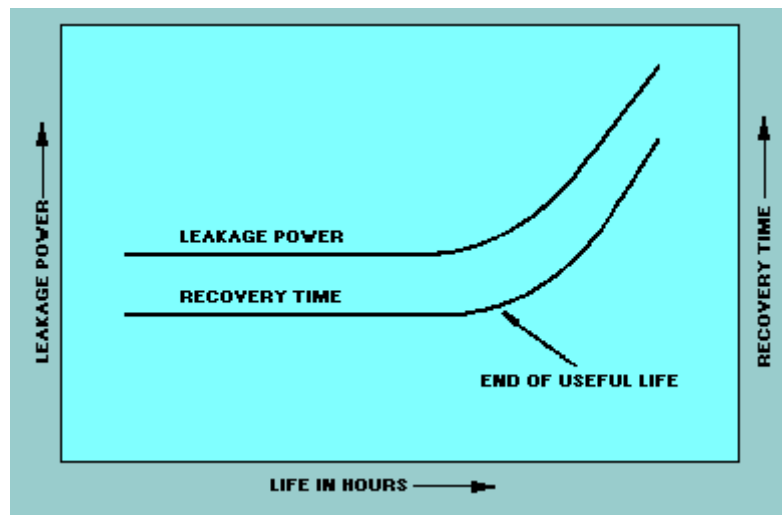 LEAKAGE POWER
LEAKAGE POWER
RECOVERY TIME
END OF USEFUL LIFE
RECOVERY TIME
LIFE IN HOURS